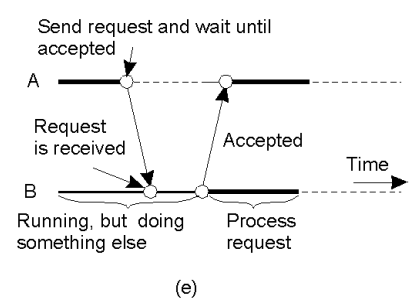 Send request and wait until
accepted
A
Request
is received
Accepted
Time
B
Running, but doing
something else
Process
request
(e)